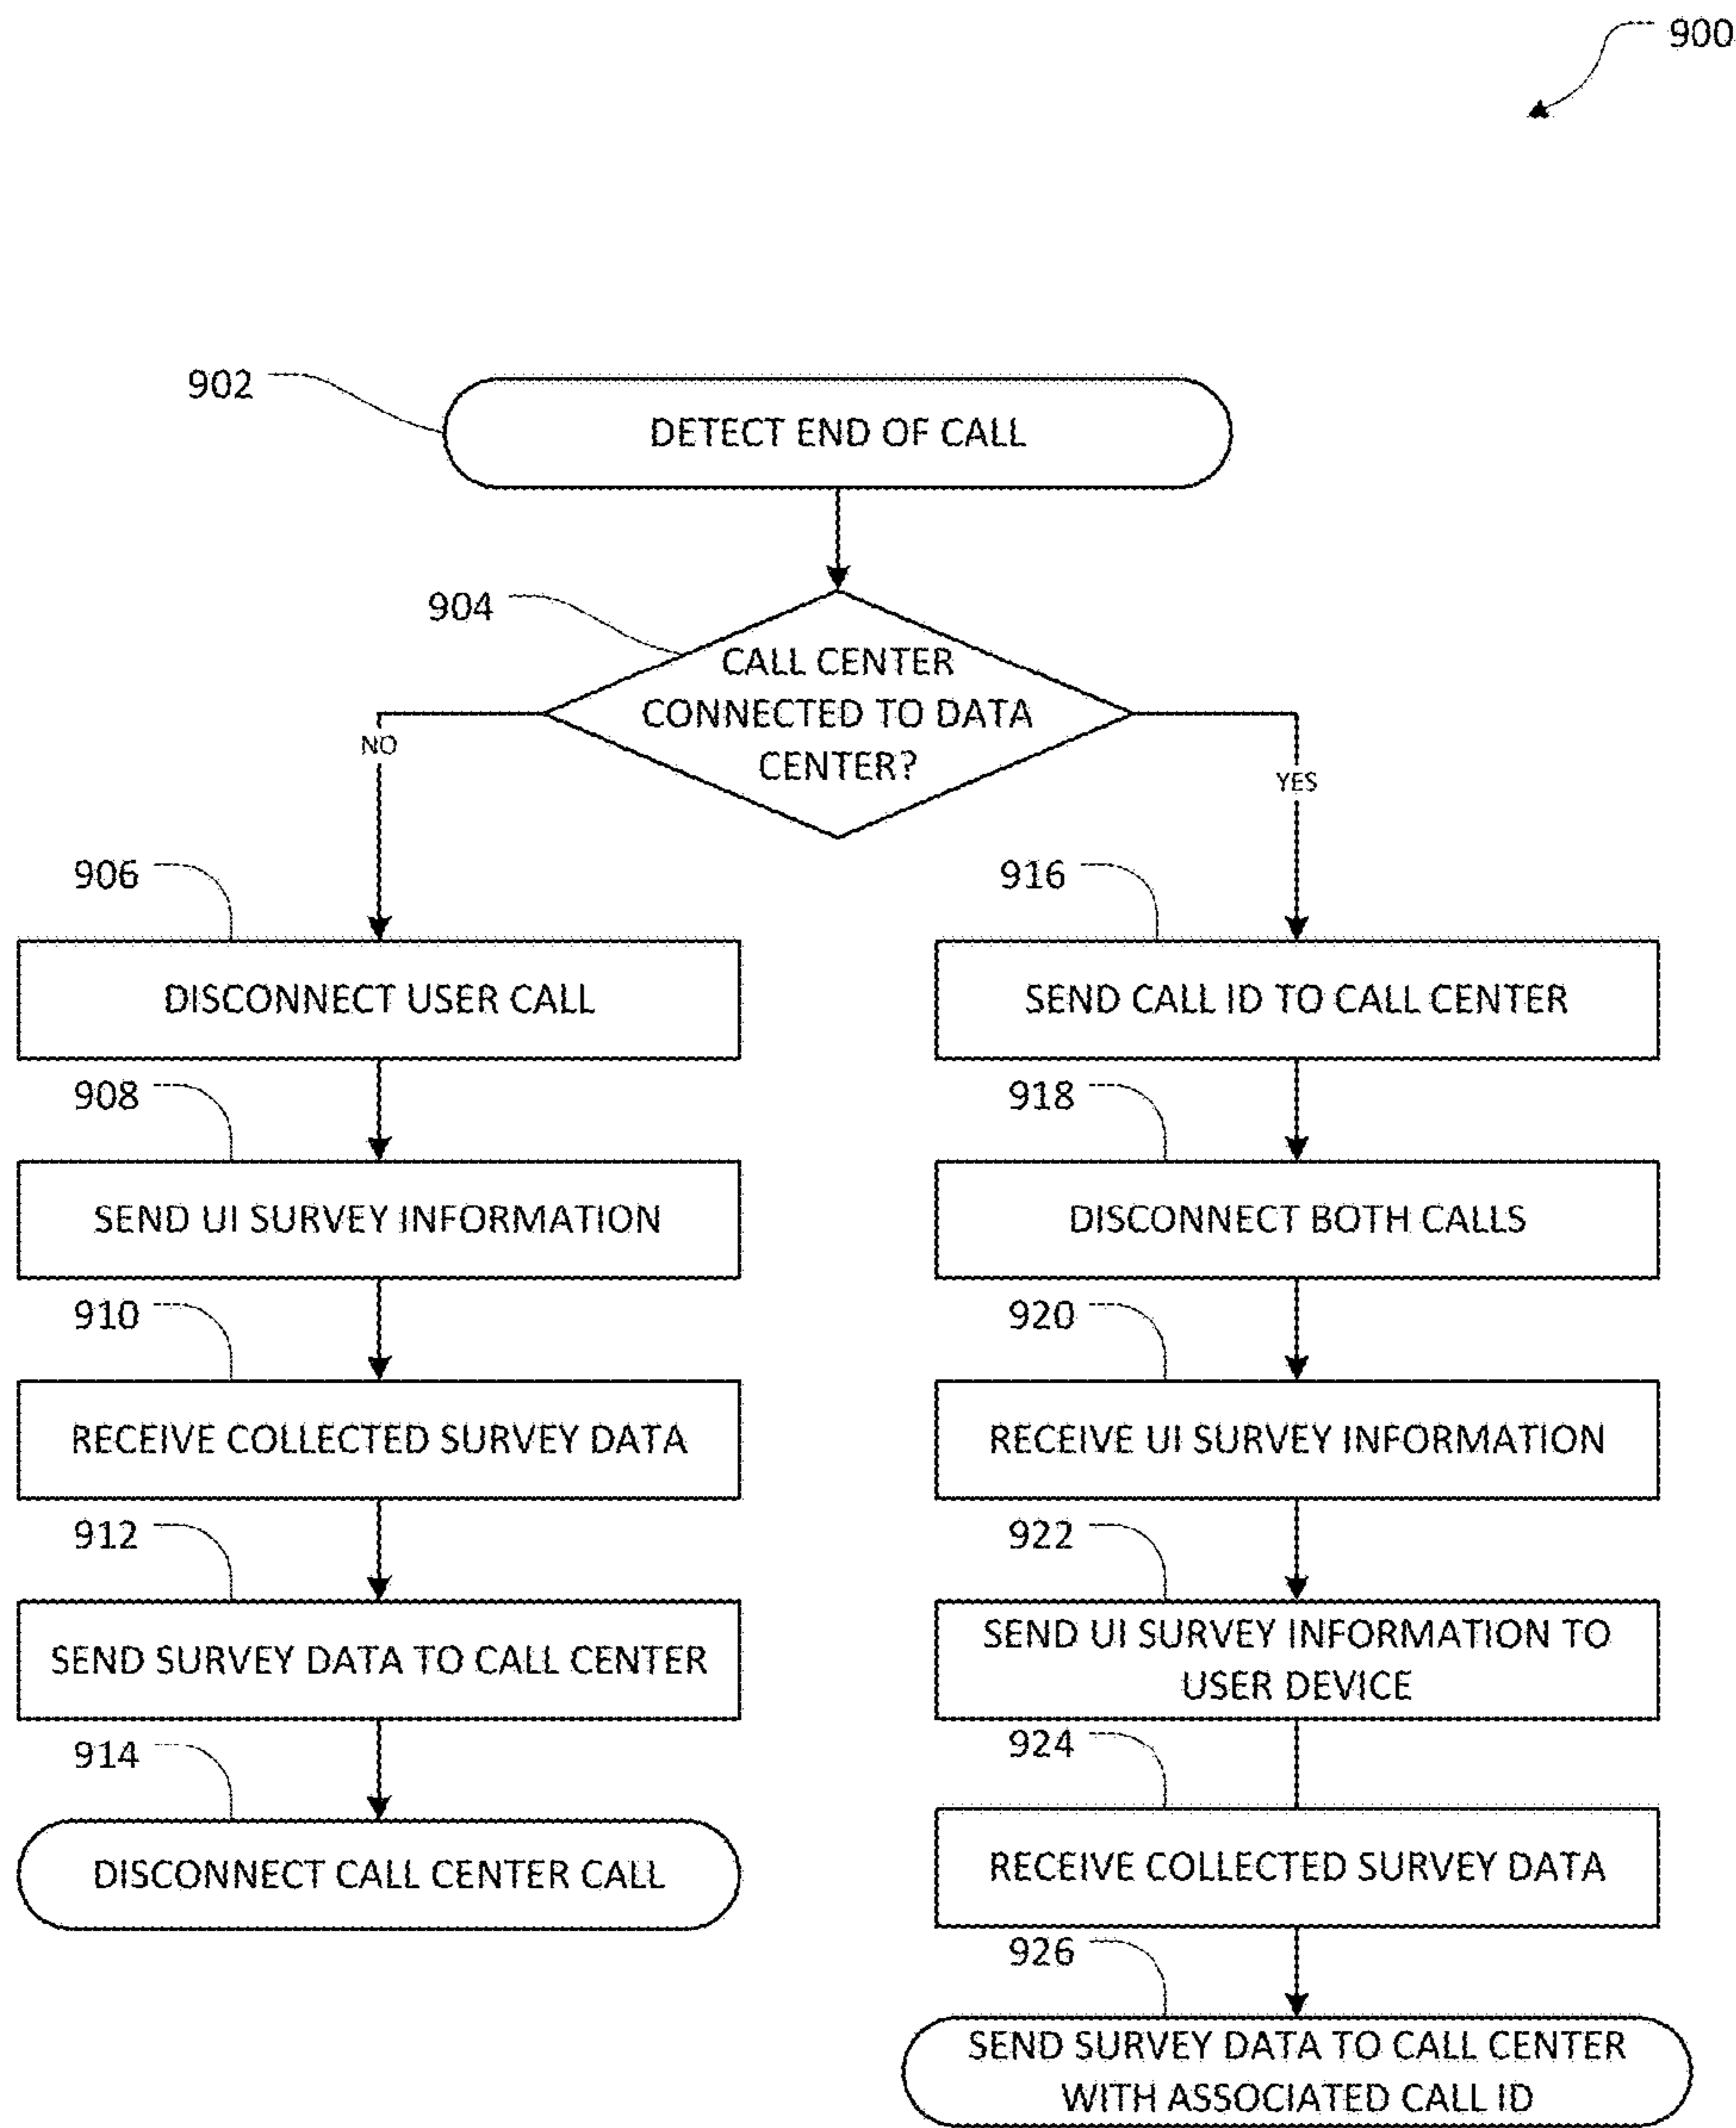 900
902
DETECT END OF CALL
904
CALL CENTER
CONNECTED TO DATA
CENTER?
NO
YES
906
DISCONNECT USER CALL
908
SEND UI SURVEY INFORMATION
910
RECEIVE COLLECTED SURVEY DATA
912
SEND SURVEY DATA TO CALL CENTER
914
DISCONNECT CALL CENTER CALL
916
SEND CALL ID TO CALL CENTER
918
DISCONNECT BOTH CALLS
920
RECEIVE UI SURVEY INFORMATION
922
SEND UI SURVEY INFORMATION TO
USER DEVICE
924
RECEIVE COLLECTED SURVEY DATA
926
SEND SURVEY DATA TO CALL CENTER
WITH ASSOCIATED CALL ID